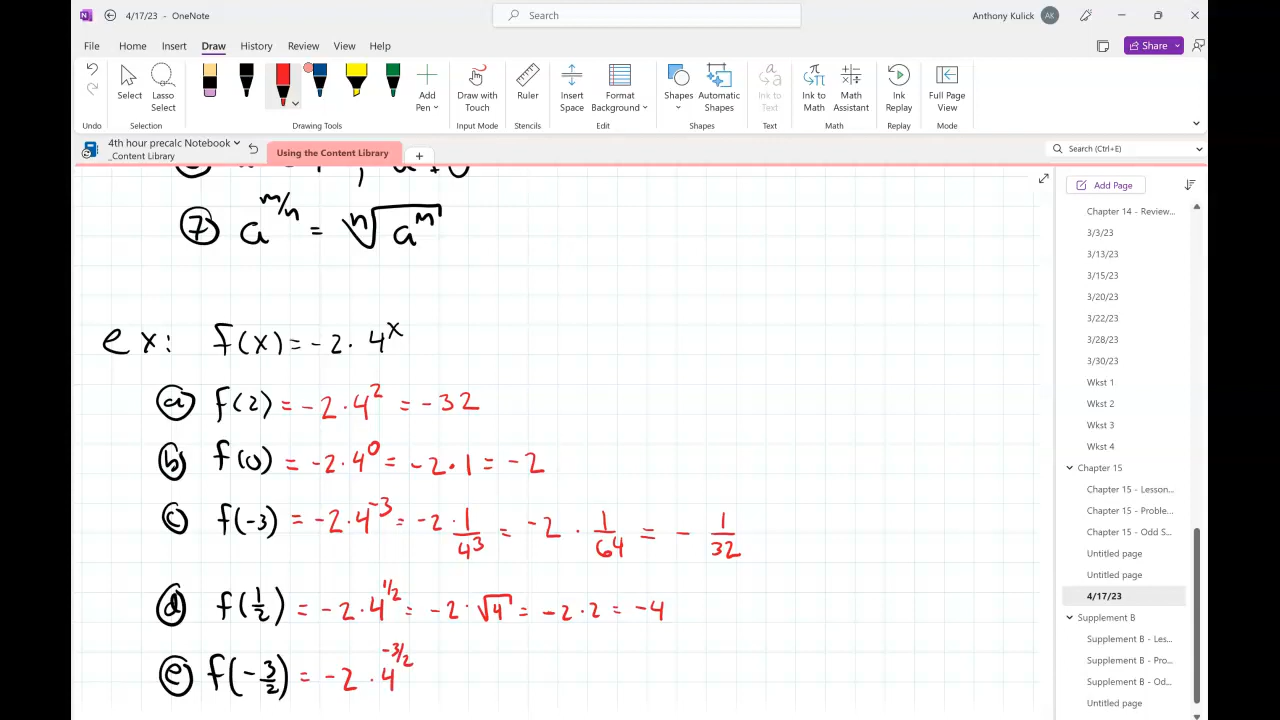 4/17/23 - OneNote
Search
Anthony Kulick AK
File Home Insert Draw History Review View Help
Share
Undo
Select
Lasso Select
Add Pen
Draw with Touch
Ruler
Insert Space
Format Background
Shapes
Automatic Shapes
Ink to Text
Ink to Math
Math Assistant
Ink Replay
Full Page View
Undo Selection Drawing Tools Input Mode Stencils Edit Shapes Text Math Replay Mode
4th hour precalc Notebook
_Content Library
Using the Content Library
Search (Ctrl+E)
Add Page
Chapter 14 - Review...
3/3/23
3/13/23
3/15/23
3/20/23
3/22/23
3/28/23
3/30/23
Wkst 1
Wkst 2
Wkst 3
Wkst 4
Chapter 15
Chapter 15 - Lesson...
Chapter 15 - Proble...
Chapter 15 - Odd S...
Untitled page
Untitled page
4/17/23
Supplement B
Supplement B - Les...
Supplement B - Pro...
Supplement B - Od...
Untitled page
⑦ a^(m/n) = ⁿ√(a^m)
ex: f(x) = -2 · 4^x
ⓐ f(2) = -2 · 4^2 = -32
ⓑ f(0) = -2 · 4^0 = -2 · 1 = -2
ⓒ f(-3) = -2 · 4^-3 = -2 · 1/4^3 = -2 · 1/64 = - 1/32
ⓓ f(1/2) = -2 · 4^(1/2) = -2 · √4 = -2 · 2 = -4
ⓔ f(-3/2) = -2 · 4^(-3/2)